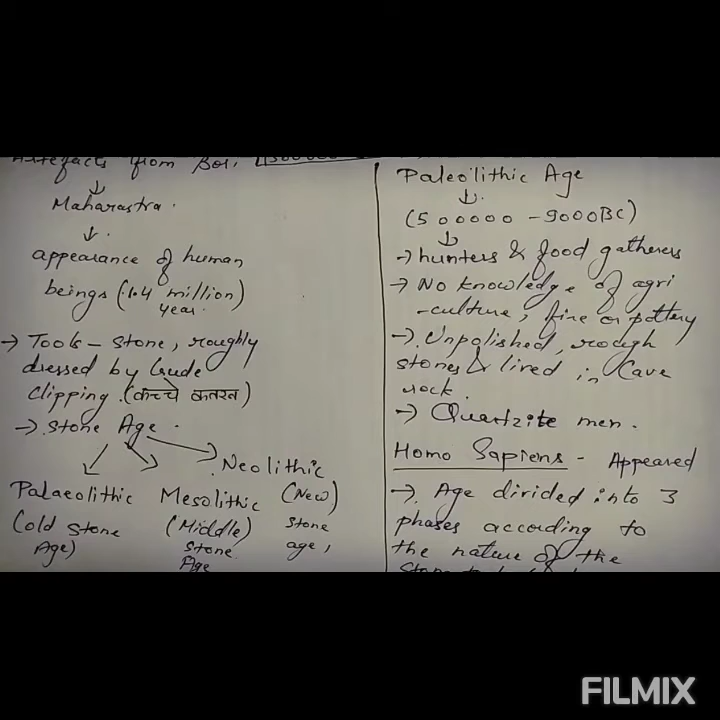 Artefacts from Bori
Maharastra.
appearance of human
beings (1.4 million)
year.
→ Tools - Stone, roughly
dressed by Crude
Clipping. (कच्चे कतरन)
→ Stone Age.
Neolithic
Palaeolithic Mesolithic (New)
(old stone (Middle) Stone
Age) Stone age,
Age
Paleolithic Age
(500000 - 9000BC)
→ hunters & food gatherers
→ No knowledge of agri
-culture, fire or pottery
→ Unpolished, rough
stones & lived in Cave
rock.
→ Quartzite men.
Homo Sapiens - Appeared
→ Age divided into 3
phases according to
the nature of the
FILMIX